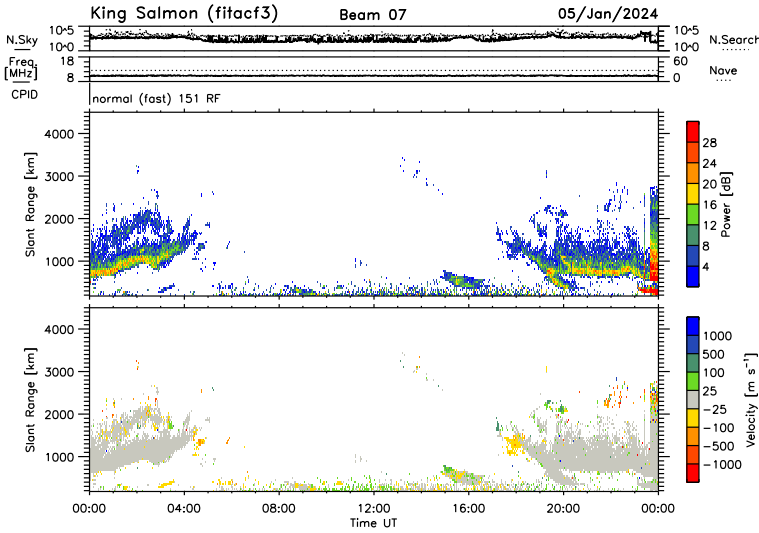 King Salmon (fitacf3) Beam 07 05/Jan/2024
N.Sky 10^5 10^0 10^5 10^0 N.Search
Freq. [MHz] 18 8 60 0 Nave
CPID normal (fast) 151 RF
Slant Range [km] 4000 3000 2000 1000
Power [dB] 28 24 20 16 12 8 4
Slant Range [km] 4000 3000 2000 1000
Velocity [m s⁻¹] 1000 500 100 25 −25 −100 −500 −1000
00:00 04:00 08:00 12:00 16:00 20:00 00:00
Time UT